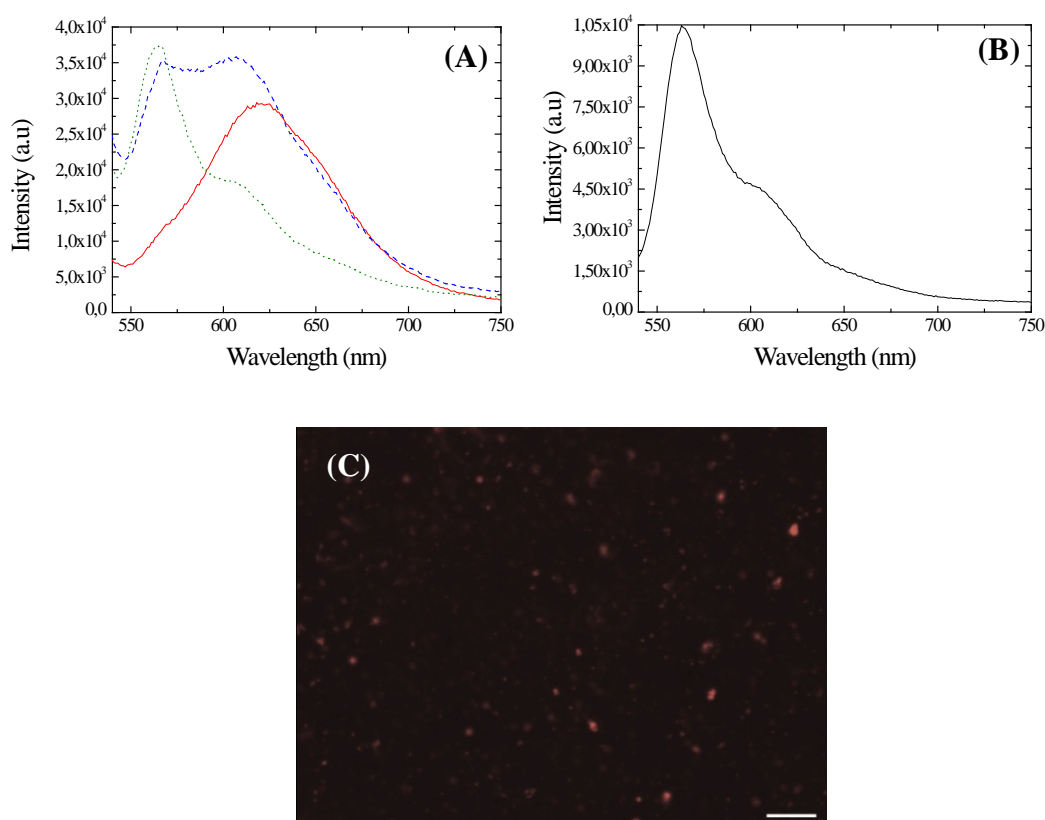 (A)
4,0x10⁴
3,5x10⁴
3,0x10⁴
2,5x10⁴
2,0x10⁴
1,5x10⁴
1,0x10⁴
5,0x10³
0,0
Intensity (a.u)
550 600 650 700 750
Wavelength (nm)
(B)
1,05x10⁴
9,00x10³
7,50x10³
6,00x10³
4,50x10³
3,00x10³
1,50x10³
0,00
Intensity (a.u)
550 600 650 700 750
Wavelength (nm)
(C)